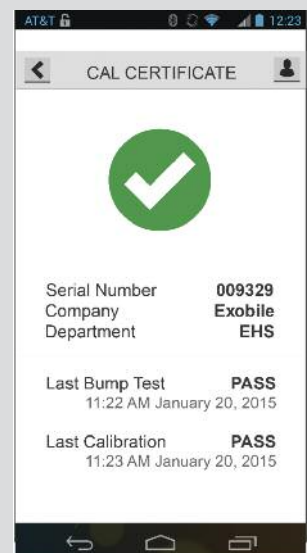 AT&T 12:23
CAL CERTIFICATE
Serial Number 009329
Company Exobile
Department EHS
Last Bump Test PASS
11:22 AM January 20, 2015
Last Calibration PASS
11:23 AM January 20, 2015